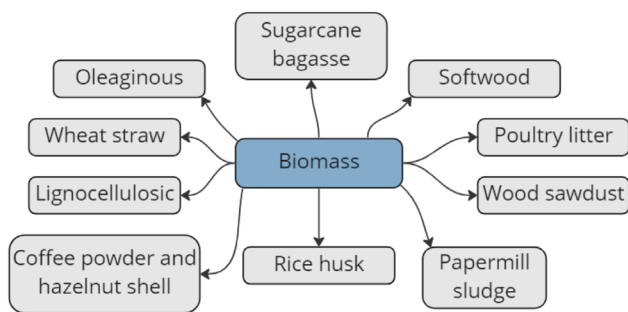 Sugarcane
bagasse
Oleaginous
Softwood
Wheat straw
Biomass
Poultry litter
Lignocellulosic
Wood sawdust
Coffee powder and
hazelnut shell
Rice husk
Papermill
sludge